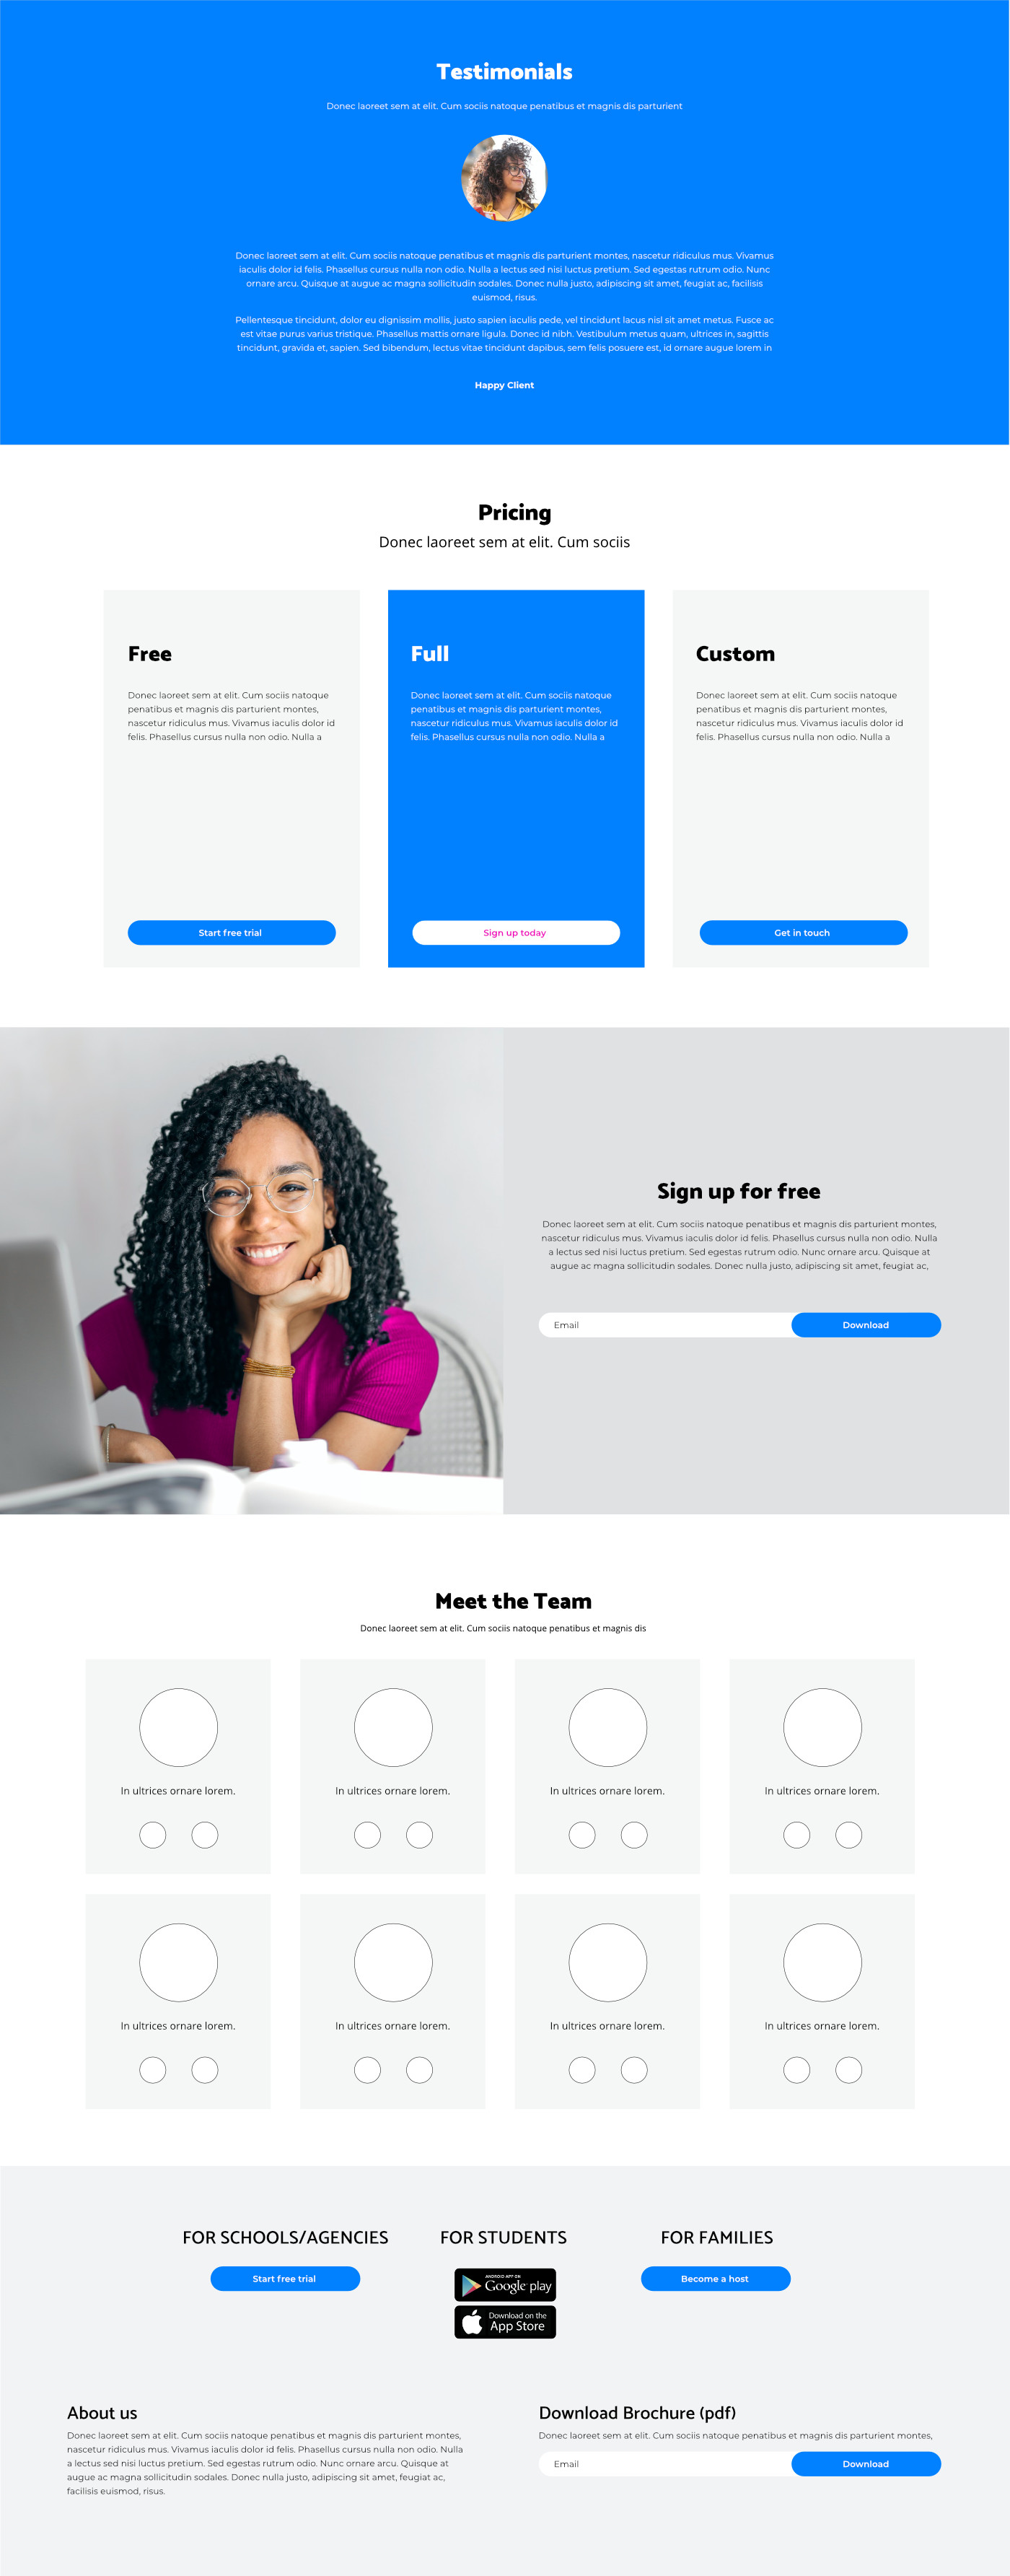 Testimonials
Donec laoreet sem at elit. Cum sociis natoque penatibus et magnis dis parturient
Donec laoreet sem at elit. Cum sociis natoque penatibus et magnis dis parturient montes, nascetur ridiculus mus. Vivamus
iaculis dolor id felis. Phasellus cursus nulla non odio. Nulla a lectus sed nisi luctus pretium. Sed egestas rutrum odio. Nunc
ornare arcu. Quisque at augue ac magna sollicitudin sodales. Donec nulla justo, adipiscing sit amet, feugiat ac, facilisis
euismod, risus.
Pellentesque tincidunt, dolor eu dignissim mollis, justo sapien iaculis pede, vel tincidunt lacus nisl sit amet metus. Fusce ac
est vitae purus varius tristique. Phasellus mattis ornare ligula. Donec id nibh. Vestibulum metus quam, ultrices in, sagittis
tincidunt, gravida et, sapien. Sed bibendum, lectus vitae tincidunt dapibus, sem felis posuere est, id ornare augue lorem in
Happy Client
Pricing
Donec laoreet sem at elit. Cum sociis
Free
Donec laoreet sem at elit. Cum sociis natoque
penatibus et magnis dis parturient montes,
nascetur ridiculus mus. Vivamus iaculis dolor id
felis. Phasellus cursus nulla non odio. Nulla a
Start free trial
Full
Donec laoreet sem at elit. Cum sociis natoque
penatibus et magnis dis parturient montes,
nascetur ridiculus mus. Vivamus iaculis dolor id
felis. Phasellus cursus nulla non odio. Nulla a
Sign up today
Custom
Donec laoreet sem at elit. Cum sociis natoque
penatibus et magnis dis parturient montes,
nascetur ridiculus mus. Vivamus iaculis dolor id
felis. Phasellus cursus nulla non odio. Nulla a
Get in touch
Sign up for free
Donec laoreet sem at elit. Cum sociis natoque penatibus et magnis dis parturient montes,
nascetur ridiculus mus. Vivamus iaculis dolor id felis. Phasellus cursus nulla non odio. Nulla
a lectus sed nisi luctus pretium. Sed egestas rutrum odio. Nunc ornare arcu. Quisque at
augue ac magna sollicitudin sodales. Donec nulla justo, adipiscing sit amet, feugiat ac,
Email
Download
Meet the Team
Donec laoreet sem at elit. Cum sociis natoque penatibus et magnis dis
In ultrices ornare lorem.
In ultrices ornare lorem.
In ultrices ornare lorem.
In ultrices ornare lorem.
In ultrices ornare lorem.
In ultrices ornare lorem.
In ultrices ornare lorem.
In ultrices ornare lorem.
FOR SCHOOLS/AGENCIES
Start free trial
FOR STUDENTS
ANDROID APP ON
Google play
Download on the
App Store
FOR FAMILIES
Become a host
About us
Donec laoreet sem at elit. Cum sociis natoque penatibus et magnis dis parturient montes,
nascetur ridiculus mus. Vivamus iaculis dolor id felis. Phasellus cursus nulla non odio. Nulla
a lectus sed nisi luctus pretium. Sed egestas rutrum odio. Nunc ornare arcu. Quisque at
augue ac magna sollicitudin sodales. Donec nulla justo, adipiscing sit amet, feugiat ac,
facilisis euismod, risus.
Download Brochure (pdf)
Donec laoreet sem at elit. Cum sociis natoque penatibus et magnis dis parturient montes,
Email
Download